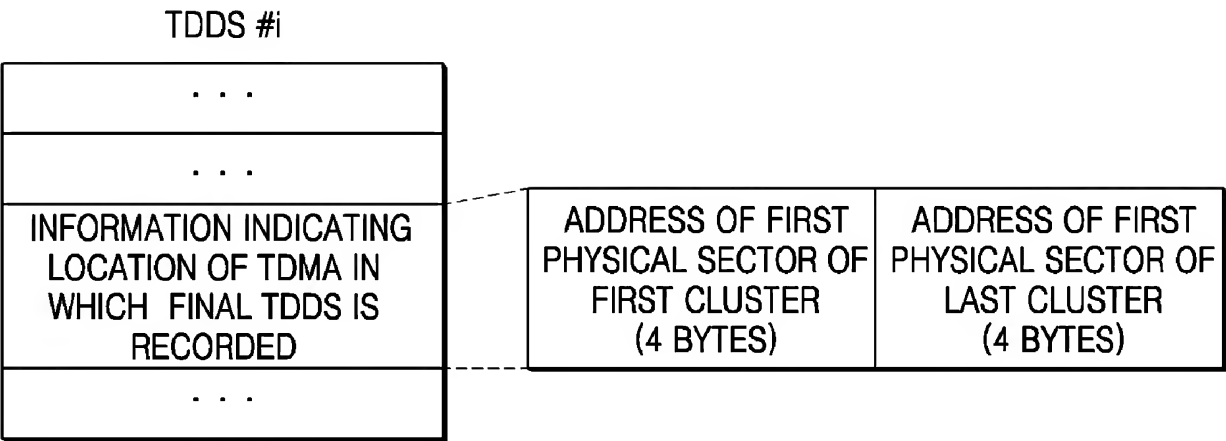 TDDS #i
. . .
. . .
INFORMATION INDICATING
LOCATION OF TDMA IN
WHICH FINAL TDDS IS
RECORDED
. . .
ADDRESS OF FIRST
PHYSICAL SECTOR OF
FIRST CLUSTER
(4 BYTES)
ADDRESS OF FIRST
PHYSICAL SECTOR OF
LAST CLUSTER
(4 BYTES)